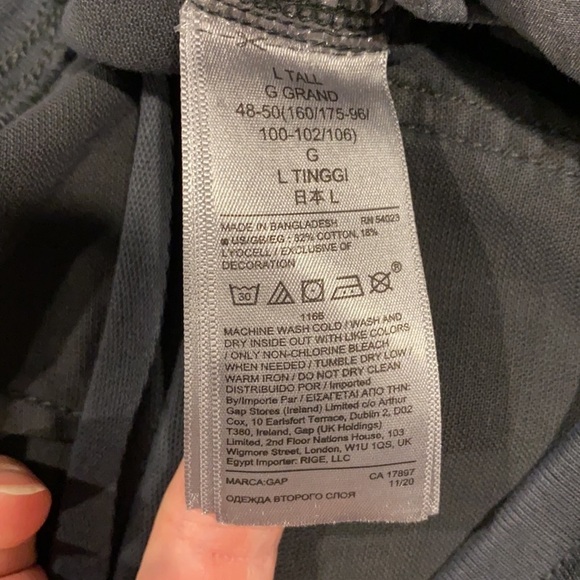 L TALL
G GRAND
48-50(160/175-96/
100-102/106)
G
L TINGGI
日本 L
MADE IN BANGLADESH RN 54023
US/GB/EG : 82% COTTON, 18%
LYOCELL / EXCLUSIVE OF
DECORATION
30 ®
1166
MACHINE WASH COLD / WASH AND
DRY INSIDE OUT WITH LIKE COLORS
/ ONLY NON-CHLORINE BLEACH
WHEN NEEDED / TUMBLE DRY LOW /
WARM IRON / DO NOT DRY CLEAN
DISTRIBUIDO POR / Imported
By/Importe Par / ΕΙΣΑΓΕΤΑΙ ΑΠΟ ΤΗΝ:
Gap Stores (Ireland) Limited c/o Arthur
Cox, 10 Earlsfort Terrace, Dublin 2, D02
T380, Ireland, Gap (UK Holdings)
Limited, 2nd Floor Nations House, 103
Wigmore Street, London, W1U 1QS, UK
Egypt Importer: RIGE, LLC
MARCA:GAP CA 17897
11/20
ОДЕЖДА ВТОРОГО СЛОЯ